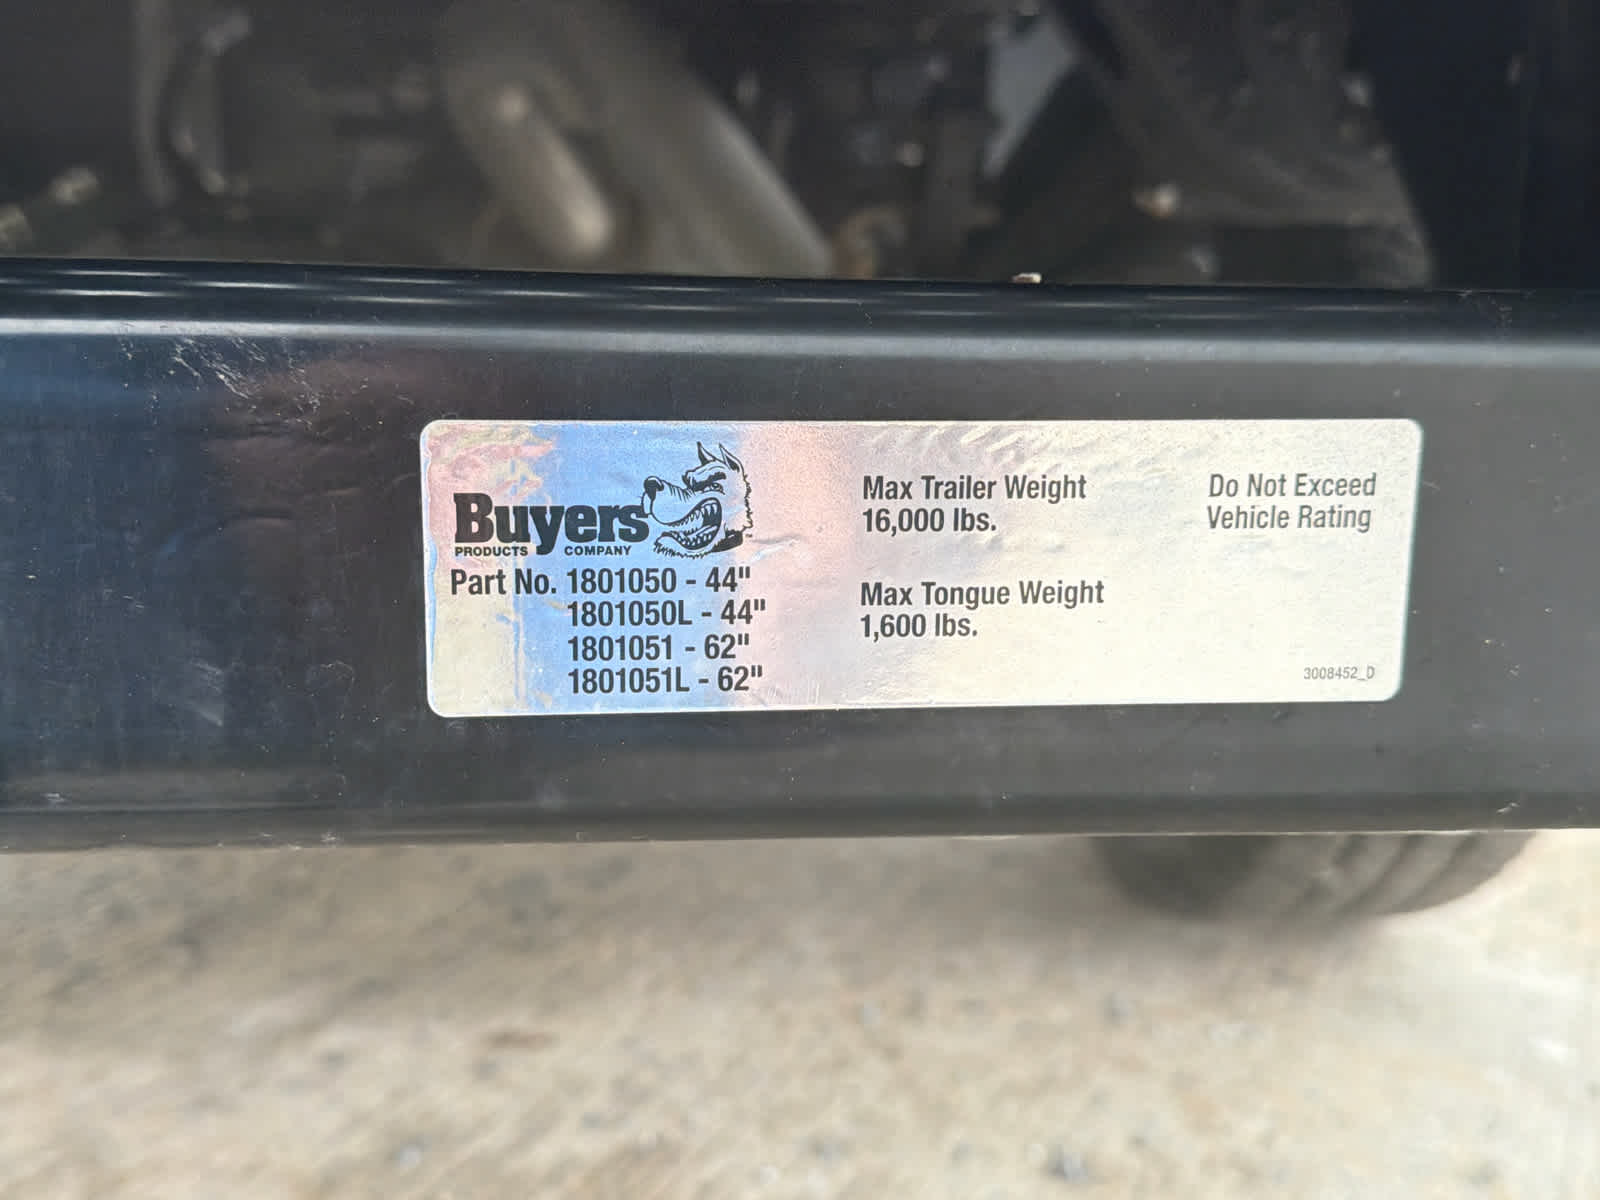 Buyers
PRODUCTS COMPANY
Part No. 1801050 - 44"
1801050L - 44"
1801051 - 62"
1801051L - 62"
Max Trailer Weight
16,000 lbs.
Max Tongue Weight
1,600 lbs.
Do Not Exceed
Vehicle Rating
3008452_D